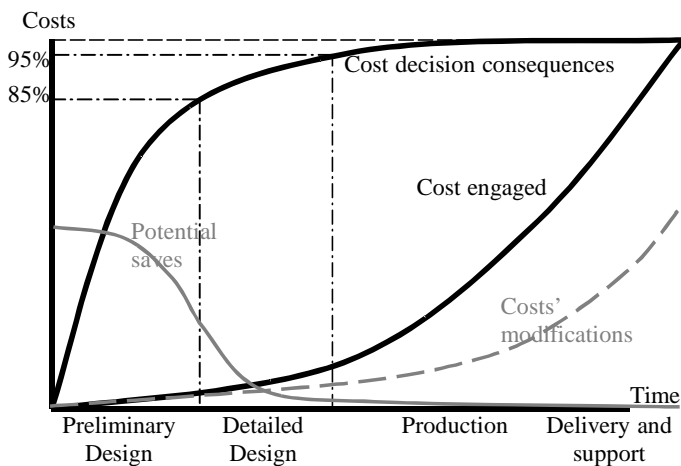 Costs
95%
Cost decision consequences
85%
Cost engaged
Potential
saves
Costs'
modifications
Time
Preliminary
Design
Detailed
Design
Production
Delivery and
support